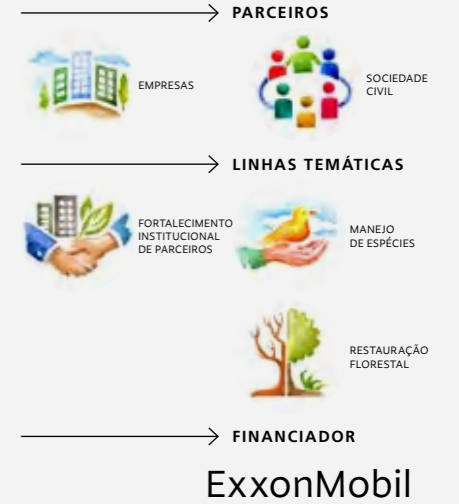 PARCEIROS
EMPRESAS
SOCIEDADE
CIVIL
LINHAS TEMÁTICAS
FORTALECIMENTO
INSTITUCIONAL
DE PARCEIROS
MANEJO
DE ESPÉCIES
RESTAURAÇÃO
FLORESTAL
FINANCIADOR
ExxonMobil